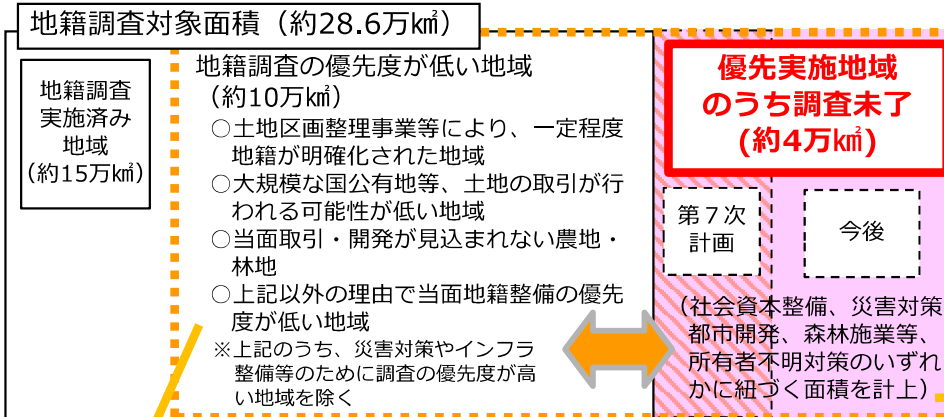 地籍調査対象面積（約28.6万㎢）
地籍調査
実施済み
地域
(約15万㎢)
地籍調査の優先度が低い地域
（約10万㎢）
○土地区画整理事業等により、一定程度
地籍が明確化された地域
○大規模な国公有地等、土地の取引が行
われる可能性が低い地域
○当面取引・開発が見込まれない農地・
林地
○上記以外の理由で当面地籍整備の優先
度が低い地域
※上記のうち、災害対策やインフラ
整備等のために調査の優先度が高
い地域を除く
優先実施地域
のうち調査未了
(約4万㎢)
第７次
計画
今後
（社会資本整備、災害対策
都市開発、森林施業等、
所有者不明対策のいずれ
かに紐づく面積を計上）